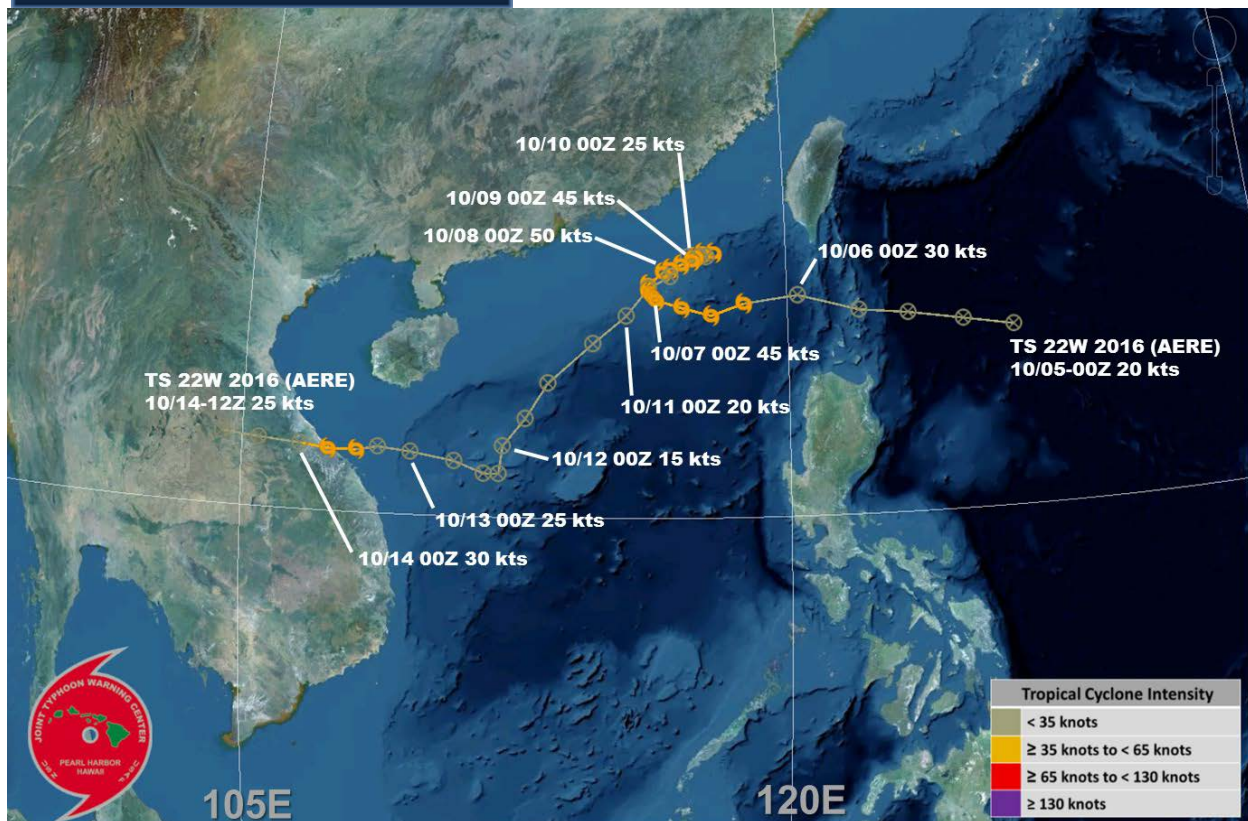 10/10 00Z 25 kts
10/09 00Z 45 kts
10/08 00Z 50 kts
10/06 00Z 30 kts
10/07 00Z 45 kts
TS 22W 2016 (AERE)
10/05-00Z 20 kts
TS 22W 2016 (AERE)
10/14-12Z 25 kts
10/11 00Z 20 kts
10/12 00Z 15 kts
10/13 00Z 25 kts
10/14 00Z 30 kts
JOINT TYPHOON WARNING CENTER
PEARL HARBOR
HAWAII
Tropical Cyclone Intensity
< 35 knots
≥ 35 knots to < 65 knots
≥ 65 knots to < 130 knots
≥ 130 knots
105E
120E